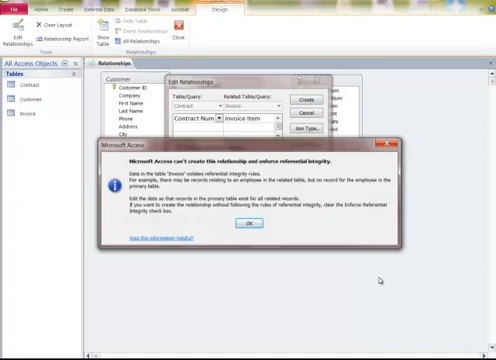 File Home Create External Data Database Tools Acrobat Design
Clear Layout
Relationship Report
Edit Relationships
Tools
Show Table
Hide Table
Direct Relationships
All Relationships
Relationships
Close
All Access Objects
Tables
Contract
Customer
Invoice
Relationships
Customer
Customer ID
Company
First Name
Last Name
Phone
Address
City
Edit Relationships
Table/Query: Related Table/Query:
Contract Invoice
Contract Num Invoice Item
Create
Cancel
Join Type..
Num
Microsoft Access
Microsoft Access can't create this relationship and enforce referential integrity.
Data in the table 'Invoice' violates referential integrity rules.
For example, there may be records relating to an employee in the related table, but no record for the employee in the
primary table.
Edit the data so that records in the primary table exist for all related records.
If you want to create the relationship without following the rules of referential integrity, clear the Enforce Referential
Integrity check box.
OK
Was this information helpful?